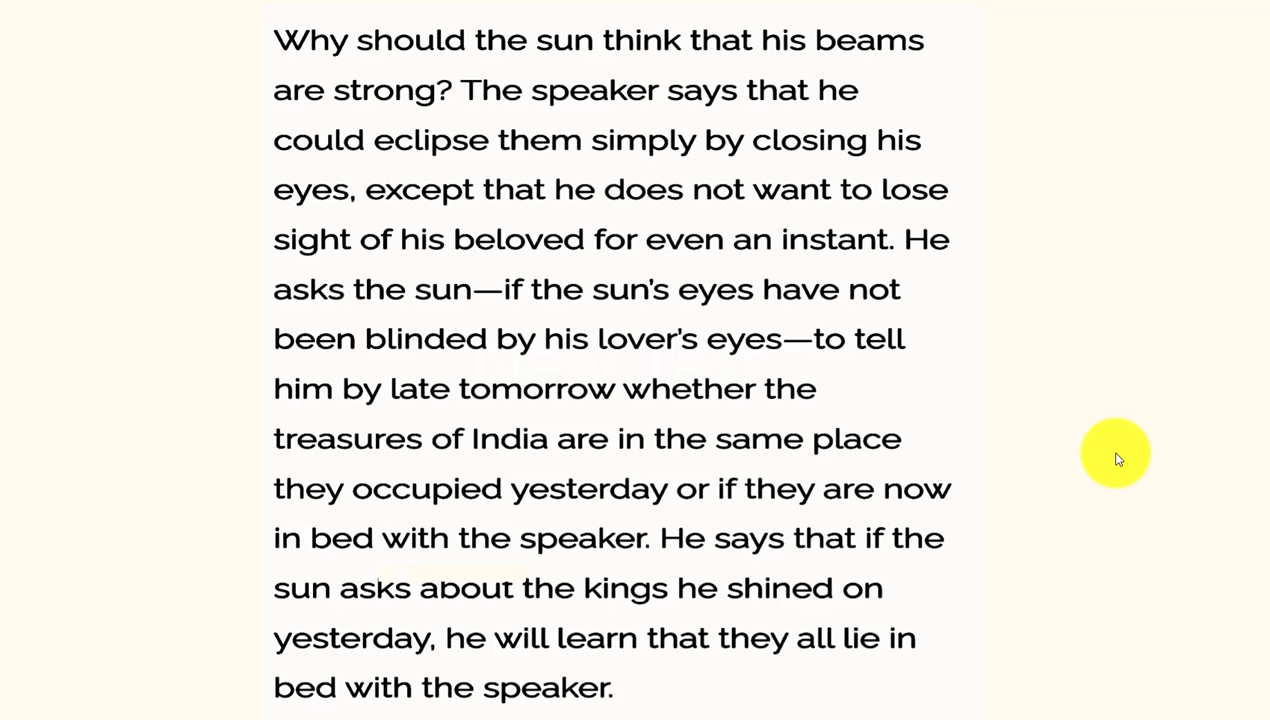 Why should the sun think that his beams
are strong? The speaker says that he
could eclipse them simply by closing his
eyes, except that he does not want to lose
sight of his beloved for even an instant. He
asks the sun—if the sun's eyes have not
been blinded by his lover's eyes—to tell
him by late tomorrow whether the
treasures of India are in the same place
they occupied yesterday or if they are now
in bed with the speaker. He says that if the
sun asks about the kings he shined on
yesterday, he will learn that they all lie in
bed with the speaker.